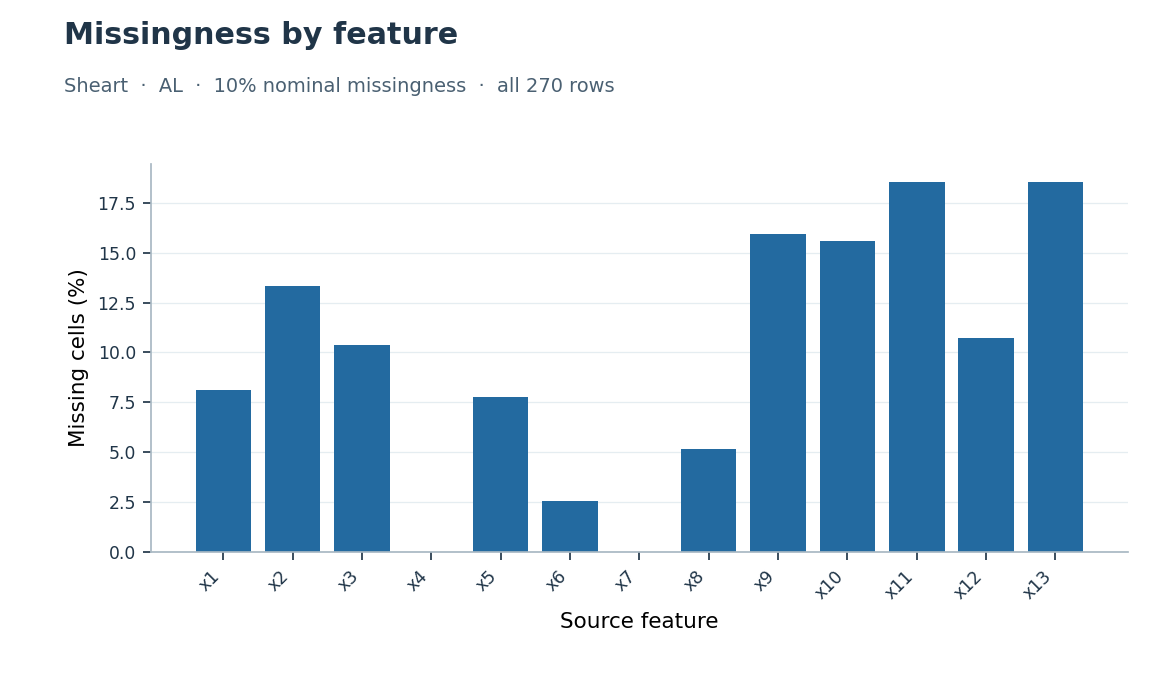 Missingness by feature
Sheart · AL · 10% nominal missingness · all 270 rows
Missing cells (%)
17.5
15.0
12.5
10.0
7.5
5.0
2.5
0.0
x1 x2 x3 x4 x5 x6 x7 x8 x9 x10 x11 x12 x13
Source feature